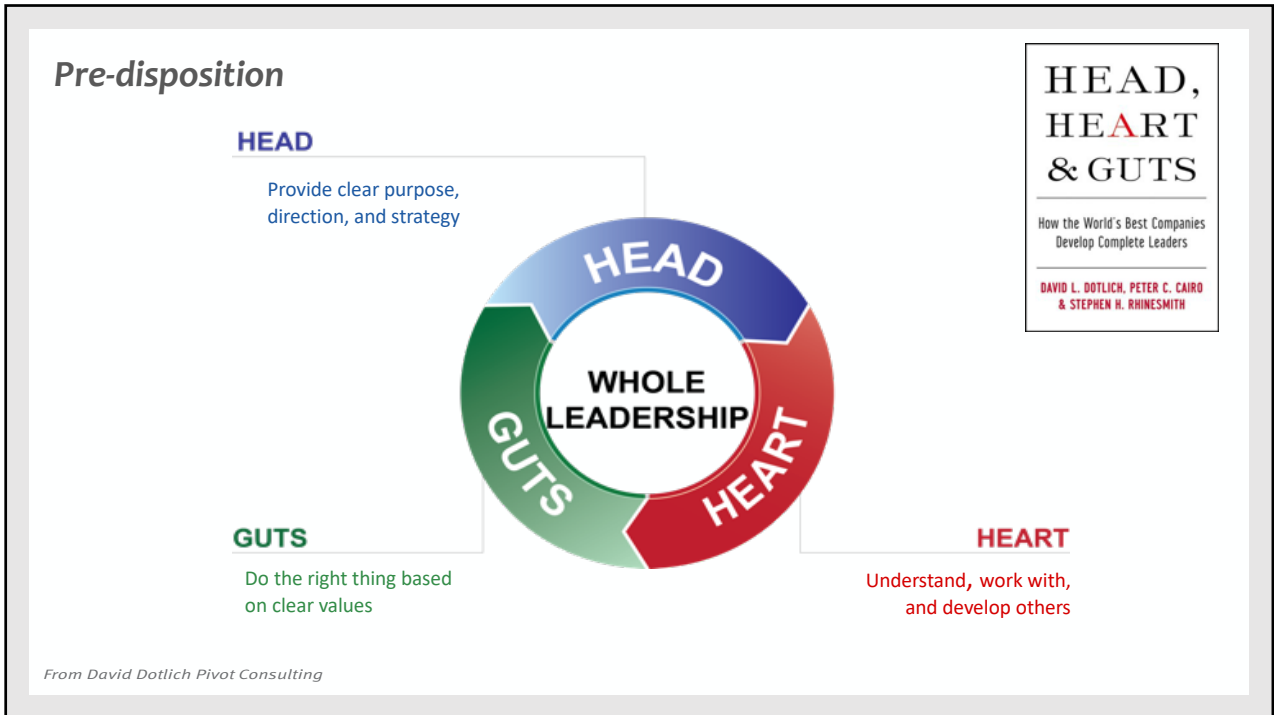 Pre-disposition
HEAD
Provide clear purpose,
direction, and strategy
HEAD,
HEART
& GUTS
How the World's Best Companies
Develop Complete Leaders
DAVID L. DOTLICH, PETER C. CAIRO
& STEPHEN H. RHINESMITH
HEAD
WHOLE
LEADERSHIP
GUTS
HEART
GUTS
Do the right thing based
on clear values
HEART
Understand, work with,
and develop others
From David Dotlich Pivot Consulting